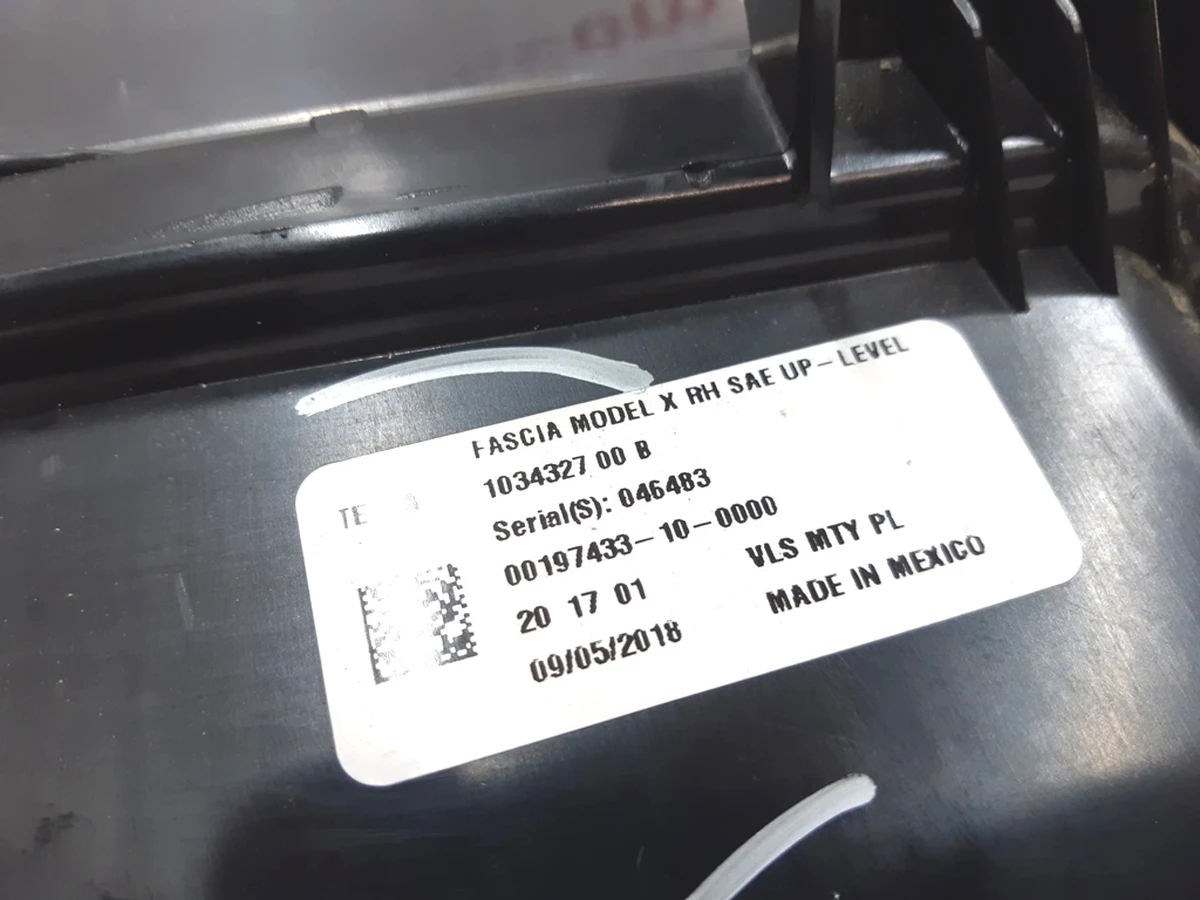 FASCIA MODEL X RH SAE UP-LEVEL
1034327 00 B
Serial(S): 046483
00197433-10-0000
20 17 01 VLS MTY PL
09/05/2018 MADE IN MEXICO